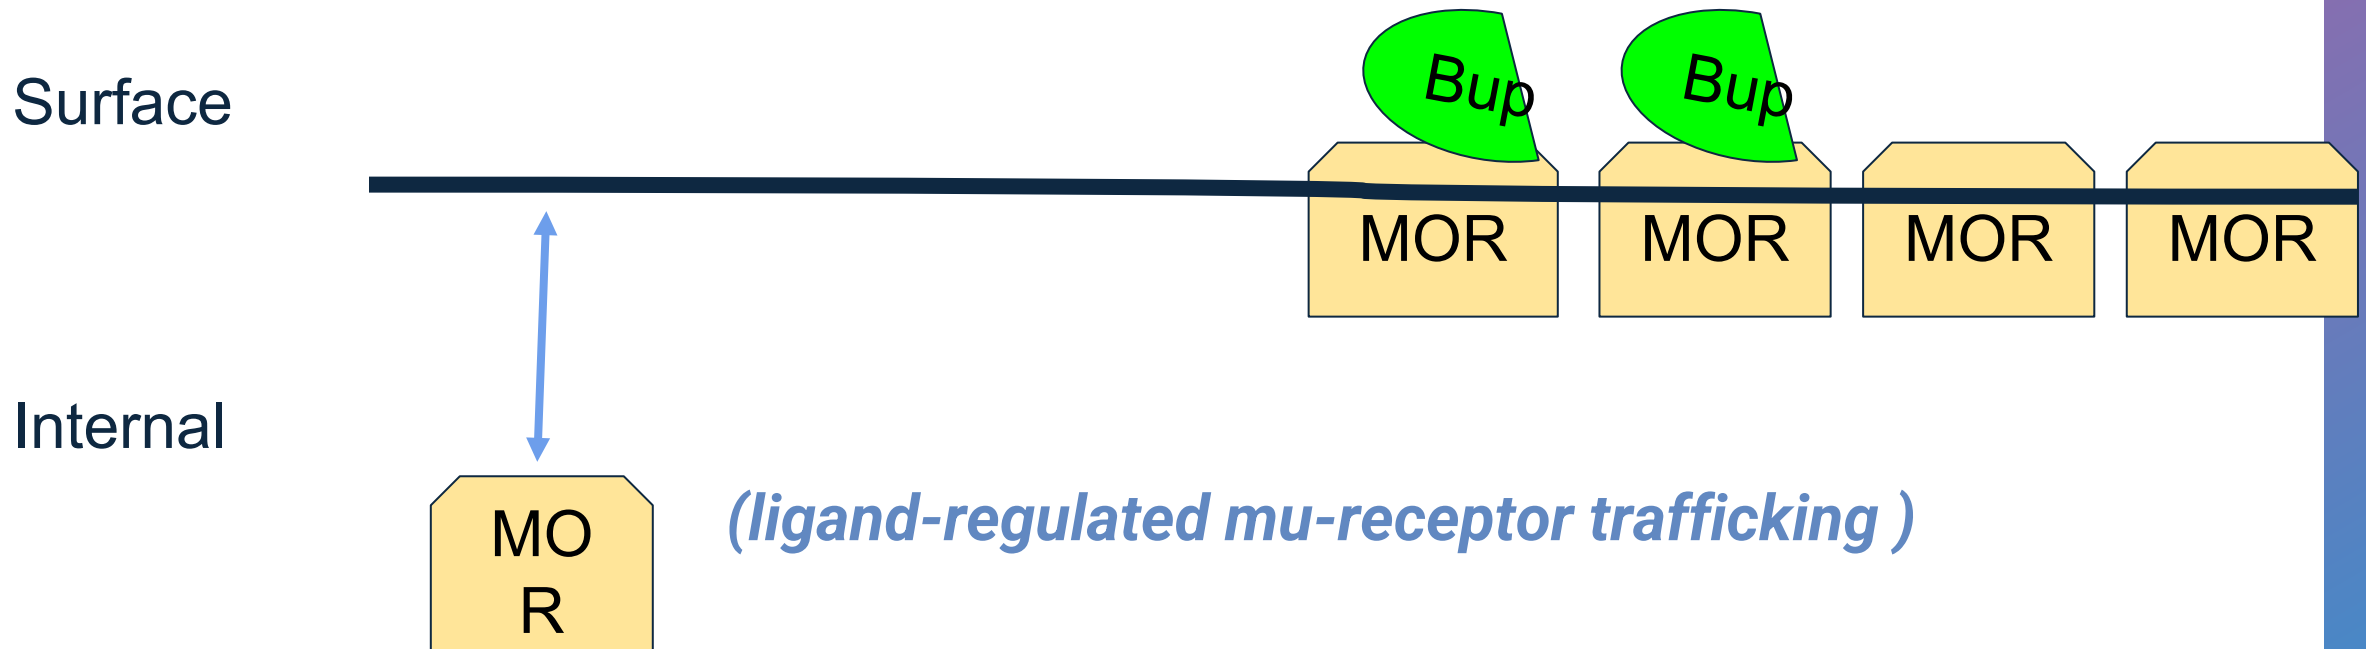 Bup
Bup
Surface
MOR
MOR
MOR
MOR
Internal
(ligand-regulated mu-receptor trafficking )
MO
R